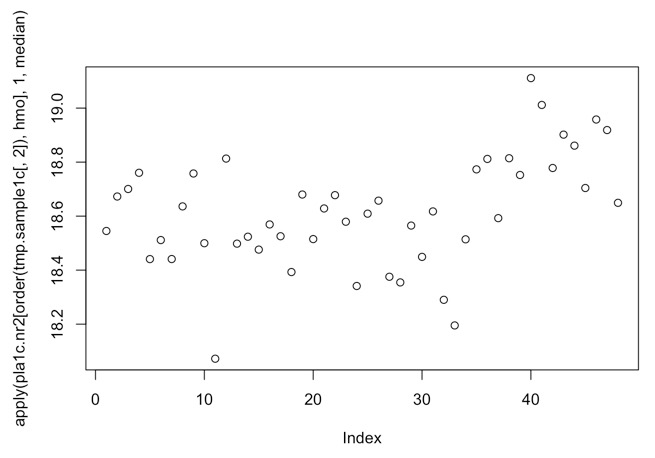 apply(pla1c.nr2[order(tmp.sample1c[, 2]), hmo], 1, median)
19.0
18.8
18.6
18.4
18.2
0 10 20 30 40
Index